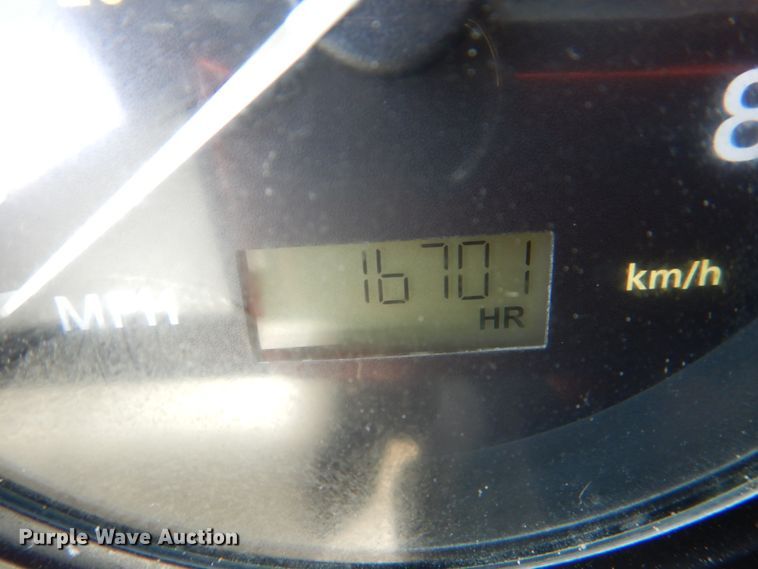 8
16701
HR
km/h
MPH
Purple Wave Auction